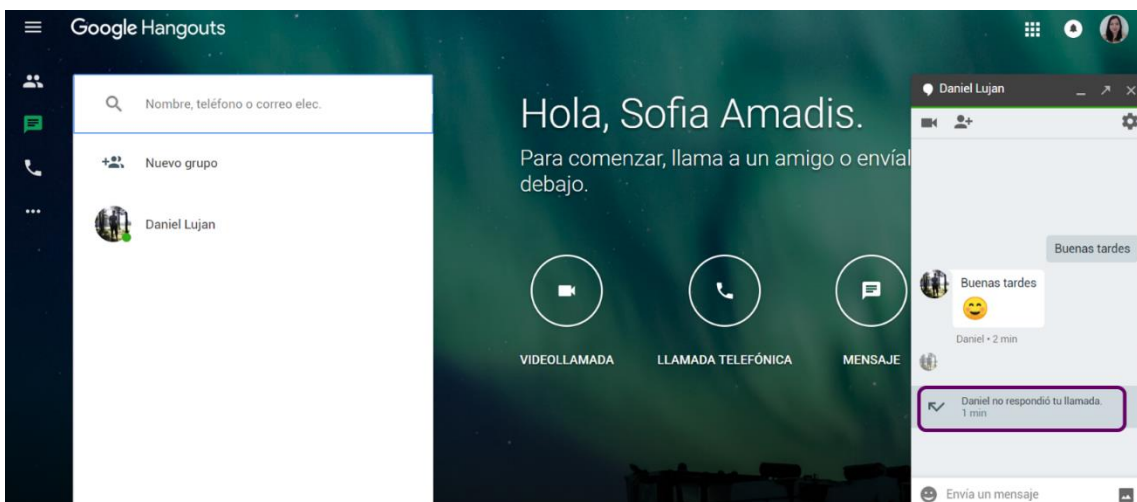 Google Hangouts
Nombre, teléfono o correo elec.
Nuevo grupo
Daniel Lujan
Hola, Sofia Amadis.
Para comenzar, llama a un amigo o envíal
debajo.
VIDEOLLAMADA
LLAMADA TELEFÓNICA
MENSAJE
Daniel Lujan
Buenas tardes
Buenas tardes
Daniel • 2 min
Daniel no respondió tu llamada.
1 min
Envía un mensaje